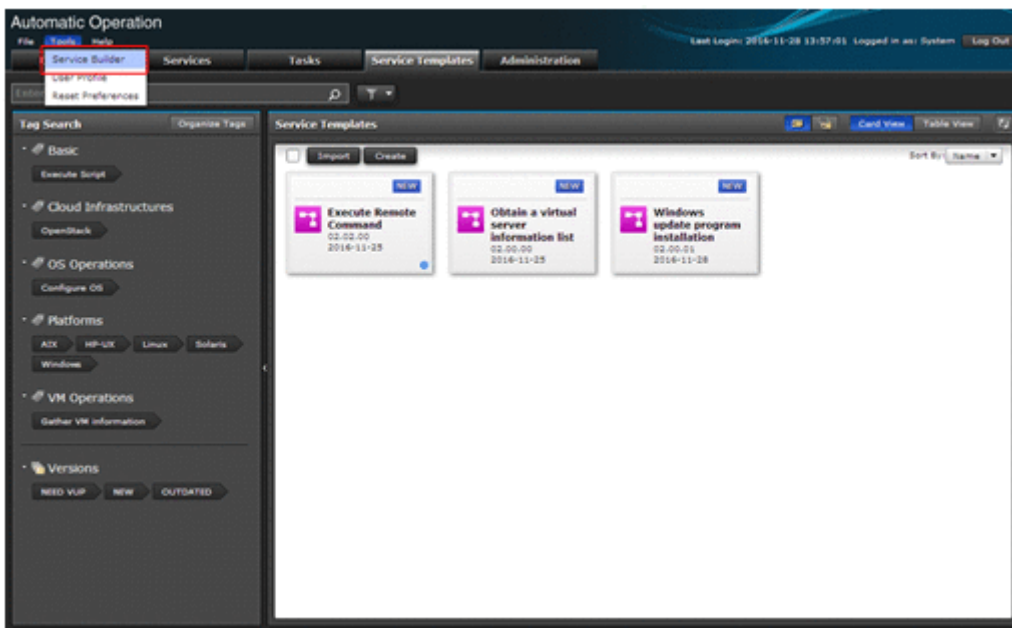 Automatic Operation
File Tools Help
Last Login: 2016-11-28 13:57:01 Logged in as: System Log Out
Service Builder
User Profile
Reset Preferences
Services Tasks Service Templates Administration
Tag Search Organize Tags
Basic
Execute Script
Cloud Infrastructures
OpenStack
OS Operations
Configure OS
Platforms
AIX HP-UX Linux Solaris
Windows
VM Operations
Gather VM information
Versions
NEED VUP NEW OUTDATED
Service Templates Card View Table View
Import Create Sort By: Name
NEW
Execute Remote
Command
02.02.00
2016-11-25
NEW
Obtain a virtual
server
information list
02.00.00
2016-11-25
NEW
Windows
update program
installation
02.00.01
2016-11-28